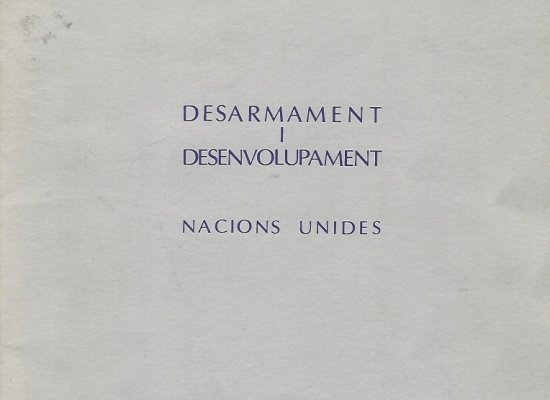 DESARMAMENT
I
DESENVOLUPAMENT
NACIONS UNIDES